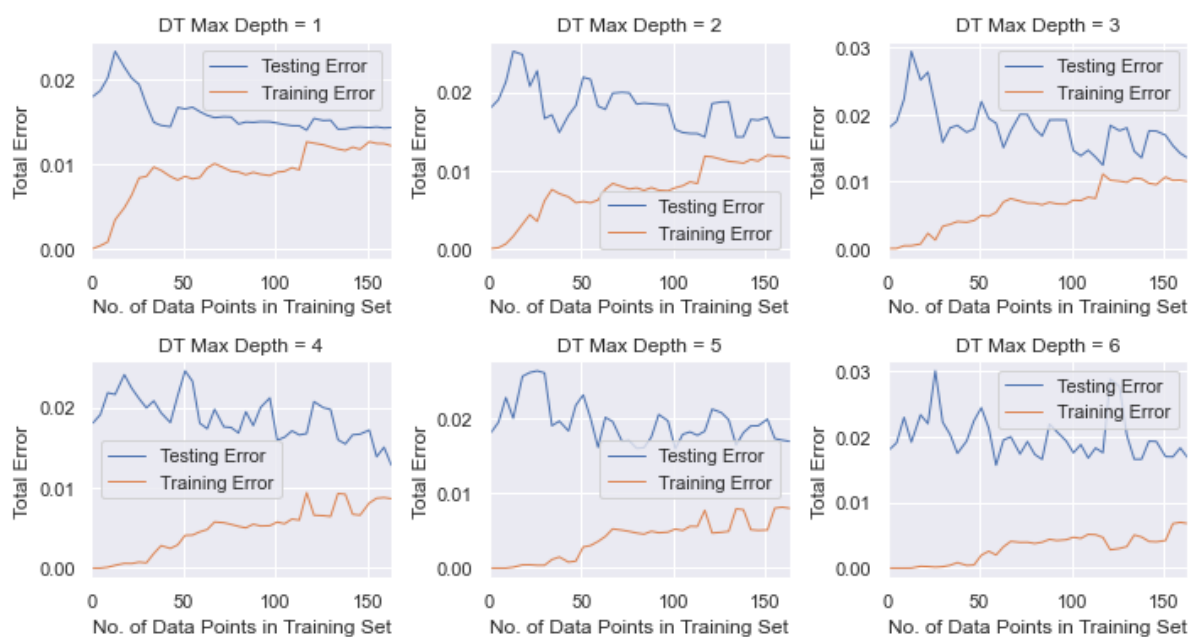 DT Max Depth = 1
Total Error
0.02
0.01
0.00
Testing Error
Training Error
0 50 100 150
No. of Data Points in Training Set
DT Max Depth = 2
Total Error
0.02
0.01
0.00
Testing Error
Training Error
0 50 100 150
No. of Data Points in Training Set
DT Max Depth = 3
Total Error
0.03
0.02
0.01
0.00
Testing Error
Training Error
0 50 100 150
No. of Data Points in Training Set
DT Max Depth = 4
Total Error
0.02
0.01
0.00
Testing Error
Training Error
0 50 100 150
No. of Data Points in Training Set
DT Max Depth = 5
Total Error
0.02
0.01
0.00
Testing Error
Training Error
0 50 100 150
No. of Data Points in Training Set
DT Max Depth = 6
Total Error
0.03
0.02
0.01
0.00
Testing Error
Training Error
0 50 100 150
No. of Data Points in Training Set